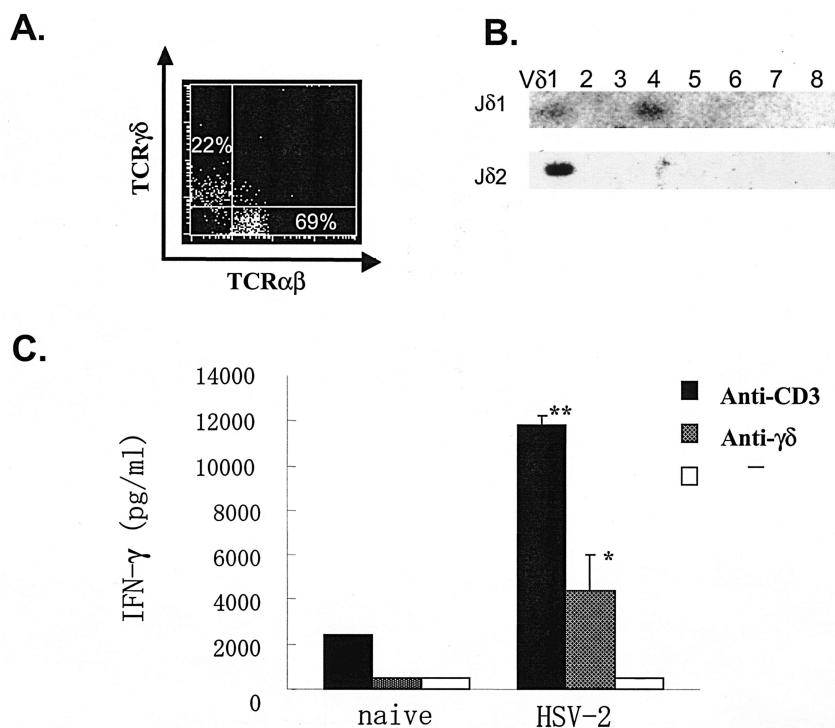 A.
TCRγδ
22%
69%
TCRαβ
B.
Vδ1 2 3 4 5 6 7 8
Jδ1
Jδ2
C.
IFN-γ (pg/ml)
14000
12000
10000
8000
6000
4000
2000
0
**
*
naive
HSV-2
Anti-CD3
Anti-γδ
—